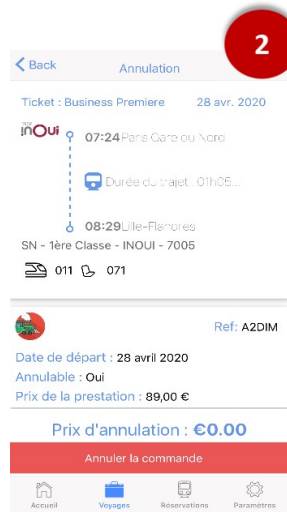 2
Back Annulation
Ticket : Business Premiere 28 avr. 2020
inOui 07:24 Paris Gare du Nord
Durée du trajet : 01h05...
08:29 Lille-Flandres
SN - 1ère Classe - INOUI - 7005
011 071
Ref: A2DIM
Date de départ : 28 avril 2020
Annulable : Oui
Prix de la prestation : 89,00 €
Prix d'annulation : €0.00
Annuler la commande
Accueil Voyages Réservations Paramètres